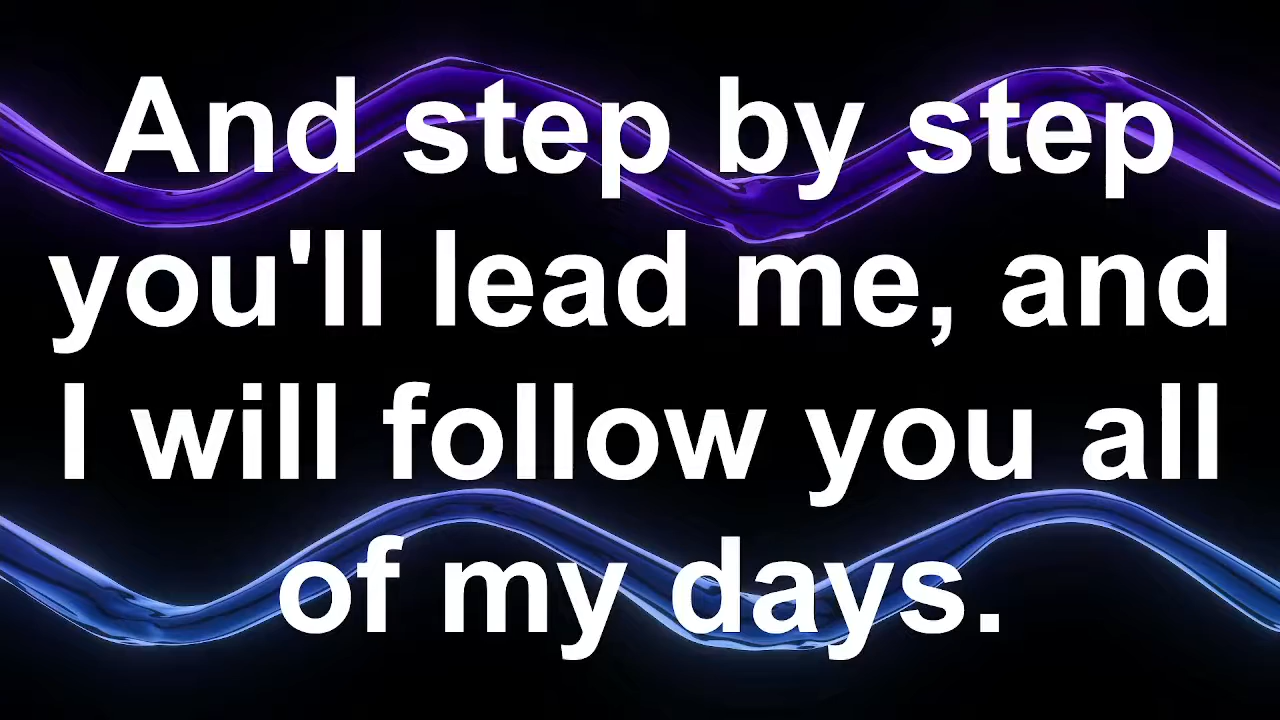 And step by step
you'll lead me, and
I will follow you all
of my days.